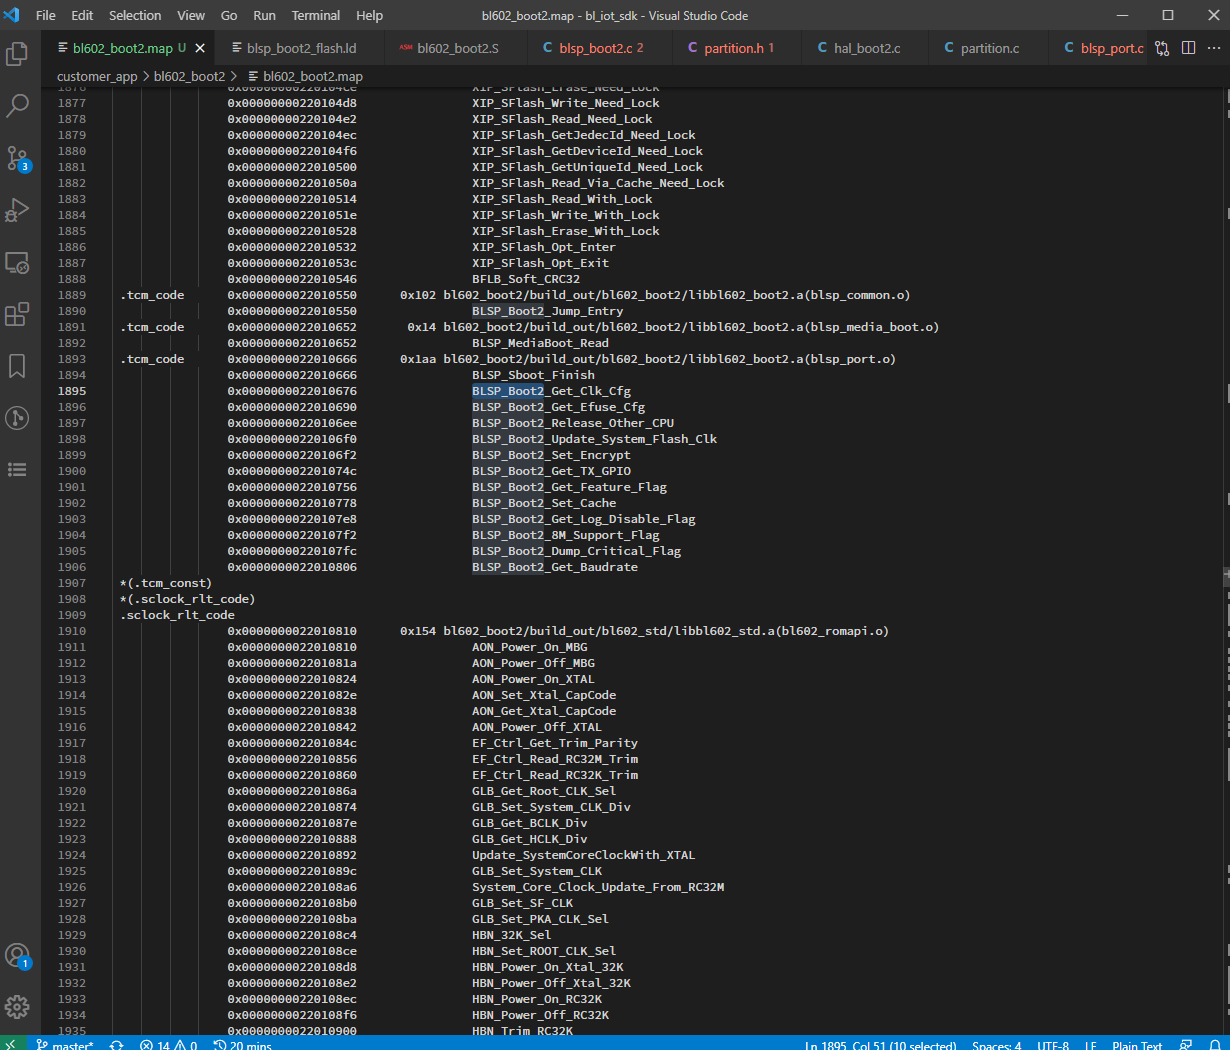 File Edit Selection View Go Run Terminal Help bl602_boot2.map - bl_iot_sdk - Visual Studio Code
bl602_boot2.map U blsp_boot2_flash.ld ASM bl602_boot2.S C blsp_boot2.c 2 C partition.h 1 C hal_boot2.c C partition.c C blsp_port.c
customer_app > bl602_boot2 > bl602_boot2.map
1876 0x00000000220104ce XIP_SFlash_Erase_Need_Lock
1877 0x00000000220104d8 XIP_SFlash_Write_Need_Lock
1878 0x00000000220104e2 XIP_SFlash_Read_Need_Lock
1879 0x00000000220104ec XIP_SFlash_GetJedecId_Need_Lock
1880 0x00000000220104f6 XIP_SFlash_GetDeviceId_Need_Lock
1881 0x0000000022010500 XIP_SFlash_GetUniqueId_Need_Lock
1882 0x000000002201050a XIP_SFlash_Read_Via_Cache_Need_Lock
1883 0x0000000022010514 XIP_SFlash_Read_With_Lock
1884 0x000000002201051e XIP_SFlash_Write_With_Lock
1885 0x0000000022010528 XIP_SFlash_Erase_With_Lock
1886 0x0000000022010532 XIP_SFlash_Opt_Enter
1887 0x000000002201053c XIP_SFlash_Opt_Exit
1888 0x0000000022010546 BFLB_Soft_CRC32
1889 .tcm_code 0x0000000022010550 0x102 bl602_boot2/build_out/bl602_boot2/libbl602_boot2.a(blsp_common.o)
1890 0x0000000022010550 BLSP_Boot2_Jump_Entry
1891 .tcm_code 0x0000000022010652 0x14 bl602_boot2/build_out/bl602_boot2/libbl602_boot2.a(blsp_media_boot.o)
1892 0x0000000022010652 BLSP_MediaBoot_Read
1893 .tcm_code 0x0000000022010666 0x1aa bl602_boot2/build_out/bl602_boot2/libbl602_boot2.a(blsp_port.o)
1894 0x0000000022010666 BLSP_Sboot_Finish
1895 0x0000000022010676 BLSP_Boot2_Get_Clk_Cfg
1896 0x0000000022010690 BLSP_Boot2_Get_Efuse_Cfg
1897 0x00000000220106ee BLSP_Boot2_Release_Other_CPU
1898 0x00000000220106f0 BLSP_Boot2_Update_System_Flash_Clk
1899 0x00000000220106f2 BLSP_Boot2_Set_Encrypt
1900 0x000000002201074c BLSP_Boot2_Get_TX_GPIO
1901 0x0000000022010756 BLSP_Boot2_Get_Feature_Flag
1902 0x0000000022010778 BLSP_Boot2_Set_Cache
1903 0x00000000220107e8 BLSP_Boot2_Get_Log_Disable_Flag
1904 0x00000000220107f2 BLSP_Boot2_8M_Support_Flag
1905 0x00000000220107fc BLSP_Boot2_Dump_Critical_Flag
1906 0x0000000022010806 BLSP_Boot2_Get_Baudrate
1907 *(.tcm_const)
1908 *(.sclock_rlt_code)
1909 .sclock_rlt_code
1910 0x0000000022010810 0x154 bl602_boot2/build_out/bl602_std/libbl602_std.a(bl602_romapi.o)
1911 0x0000000022010810 AON_Power_On_MBG
1912 0x000000002201081a AON_Power_Off_MBG
1913 0x0000000022010824 AON_Power_On_XTAL
1914 0x000000002201082e AON_Set_Xtal_CapCode
1915 0x0000000022010838 AON_Get_Xtal_CapCode
1916 0x0000000022010842 AON_Power_Off_XTAL
1917 0x000000002201084c EF_Ctrl_Get_Trim_Parity
1918 0x0000000022010856 EF_Ctrl_Read_RC32M_Trim
1919 0x0000000022010860 EF_Ctrl_Read_RC32K_Trim
1920 0x000000002201086a GLB_Get_Root_CLK_Sel
1921 0x0000000022010874 GLB_Set_System_CLK_Div
1922 0x000000002201087e GLB_Get_BCLK_Div
1923 0x0000000022010888 GLB_Get_HCLK_Div
1924 0x0000000022010892 Update_SystemCoreClockWith_XTAL
1925 0x000000002201089c GLB_Set_System_CLK
1926 0x00000000220108a6 System_Core_Clock_Update_From_RC32M
1927 0x00000000220108b0 GLB_Set_SF_CLK
1928 0x00000000220108ba GLB_Set_PKA_CLK_Sel
1929 0x00000000220108c4 HBN_32K_Sel
1930 0x00000000220108ce HBN_Set_ROOT_CLK_Sel
1931 0x00000000220108d8 HBN_Power_On_Xtal_32K
1932 0x00000000220108e2 HBN_Power_Off_Xtal_32K
1933 0x00000000220108ec HBN_Power_On_RC32K
1934 0x00000000220108f6 HBN_Power_Off_RC32K
1935 0x0000000022010900 HBN_Trim_RC32K
3
1
master* 14 0 20 mins Ln 1895, Col 51 (10 selected) Spaces: 4 UTF-8 LF Plain Text